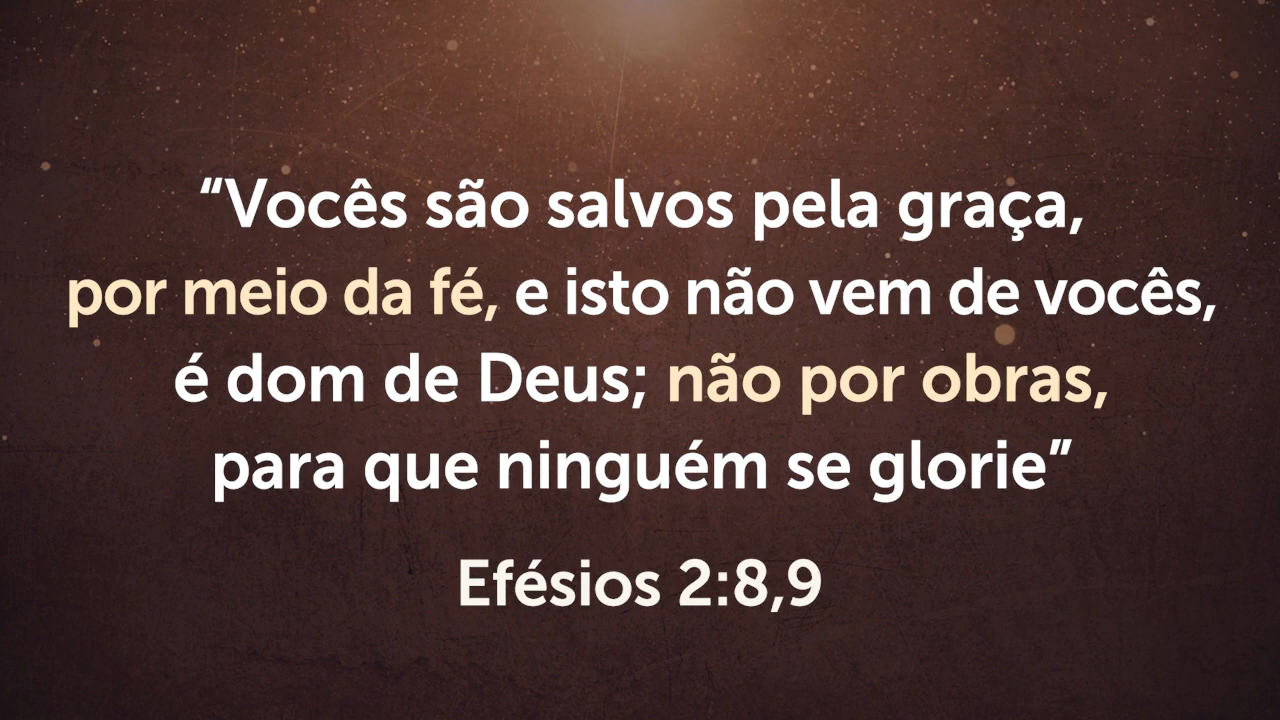 “Vocês são salvos pela graça,
por meio da fé, e isto não vem de vocês,
é dom de Deus; não por obras,
para que ninguém se glorie”
Efésios 2:8,9